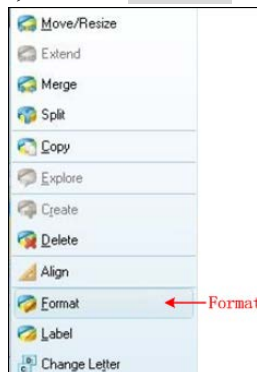 Move/Resize
Extend
Merge
Split
Copy
Explore
Create
Delete
Align
Format Format
Label
Change Letter